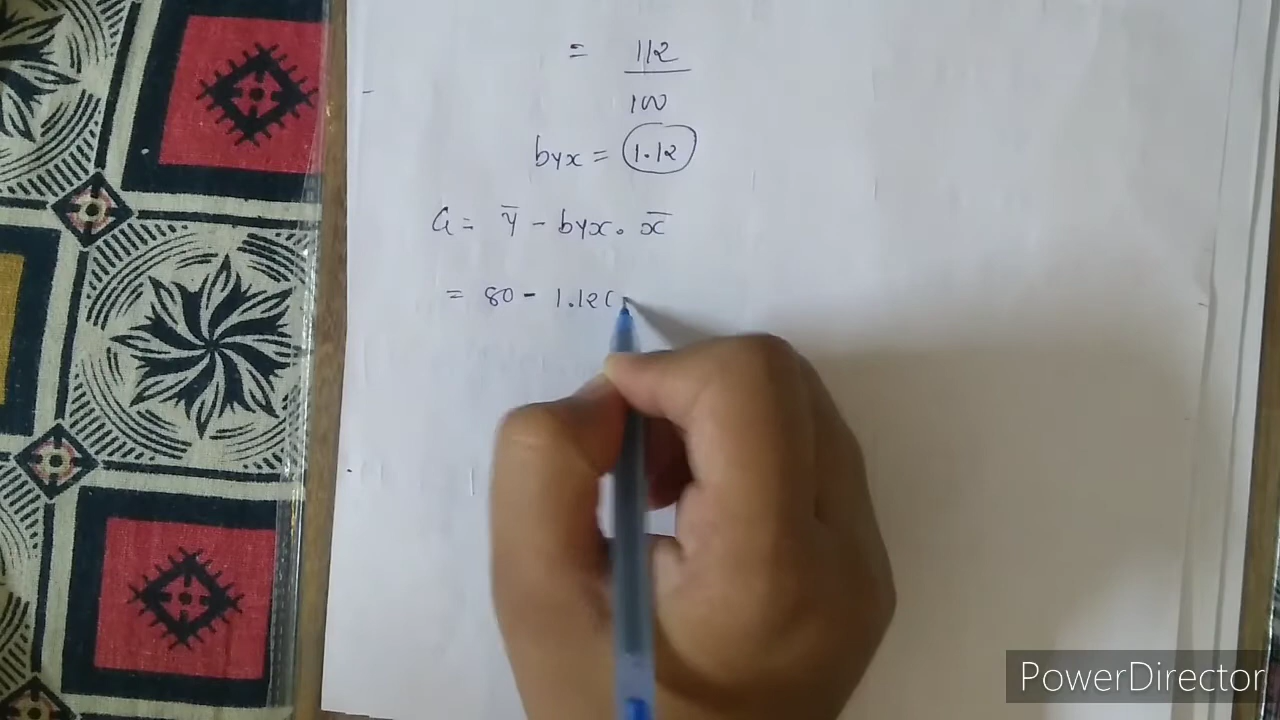 = 112
100
byx = 1.12
a = ȳ - byx. x̄
= 80 - 1.12(
PowerDirector